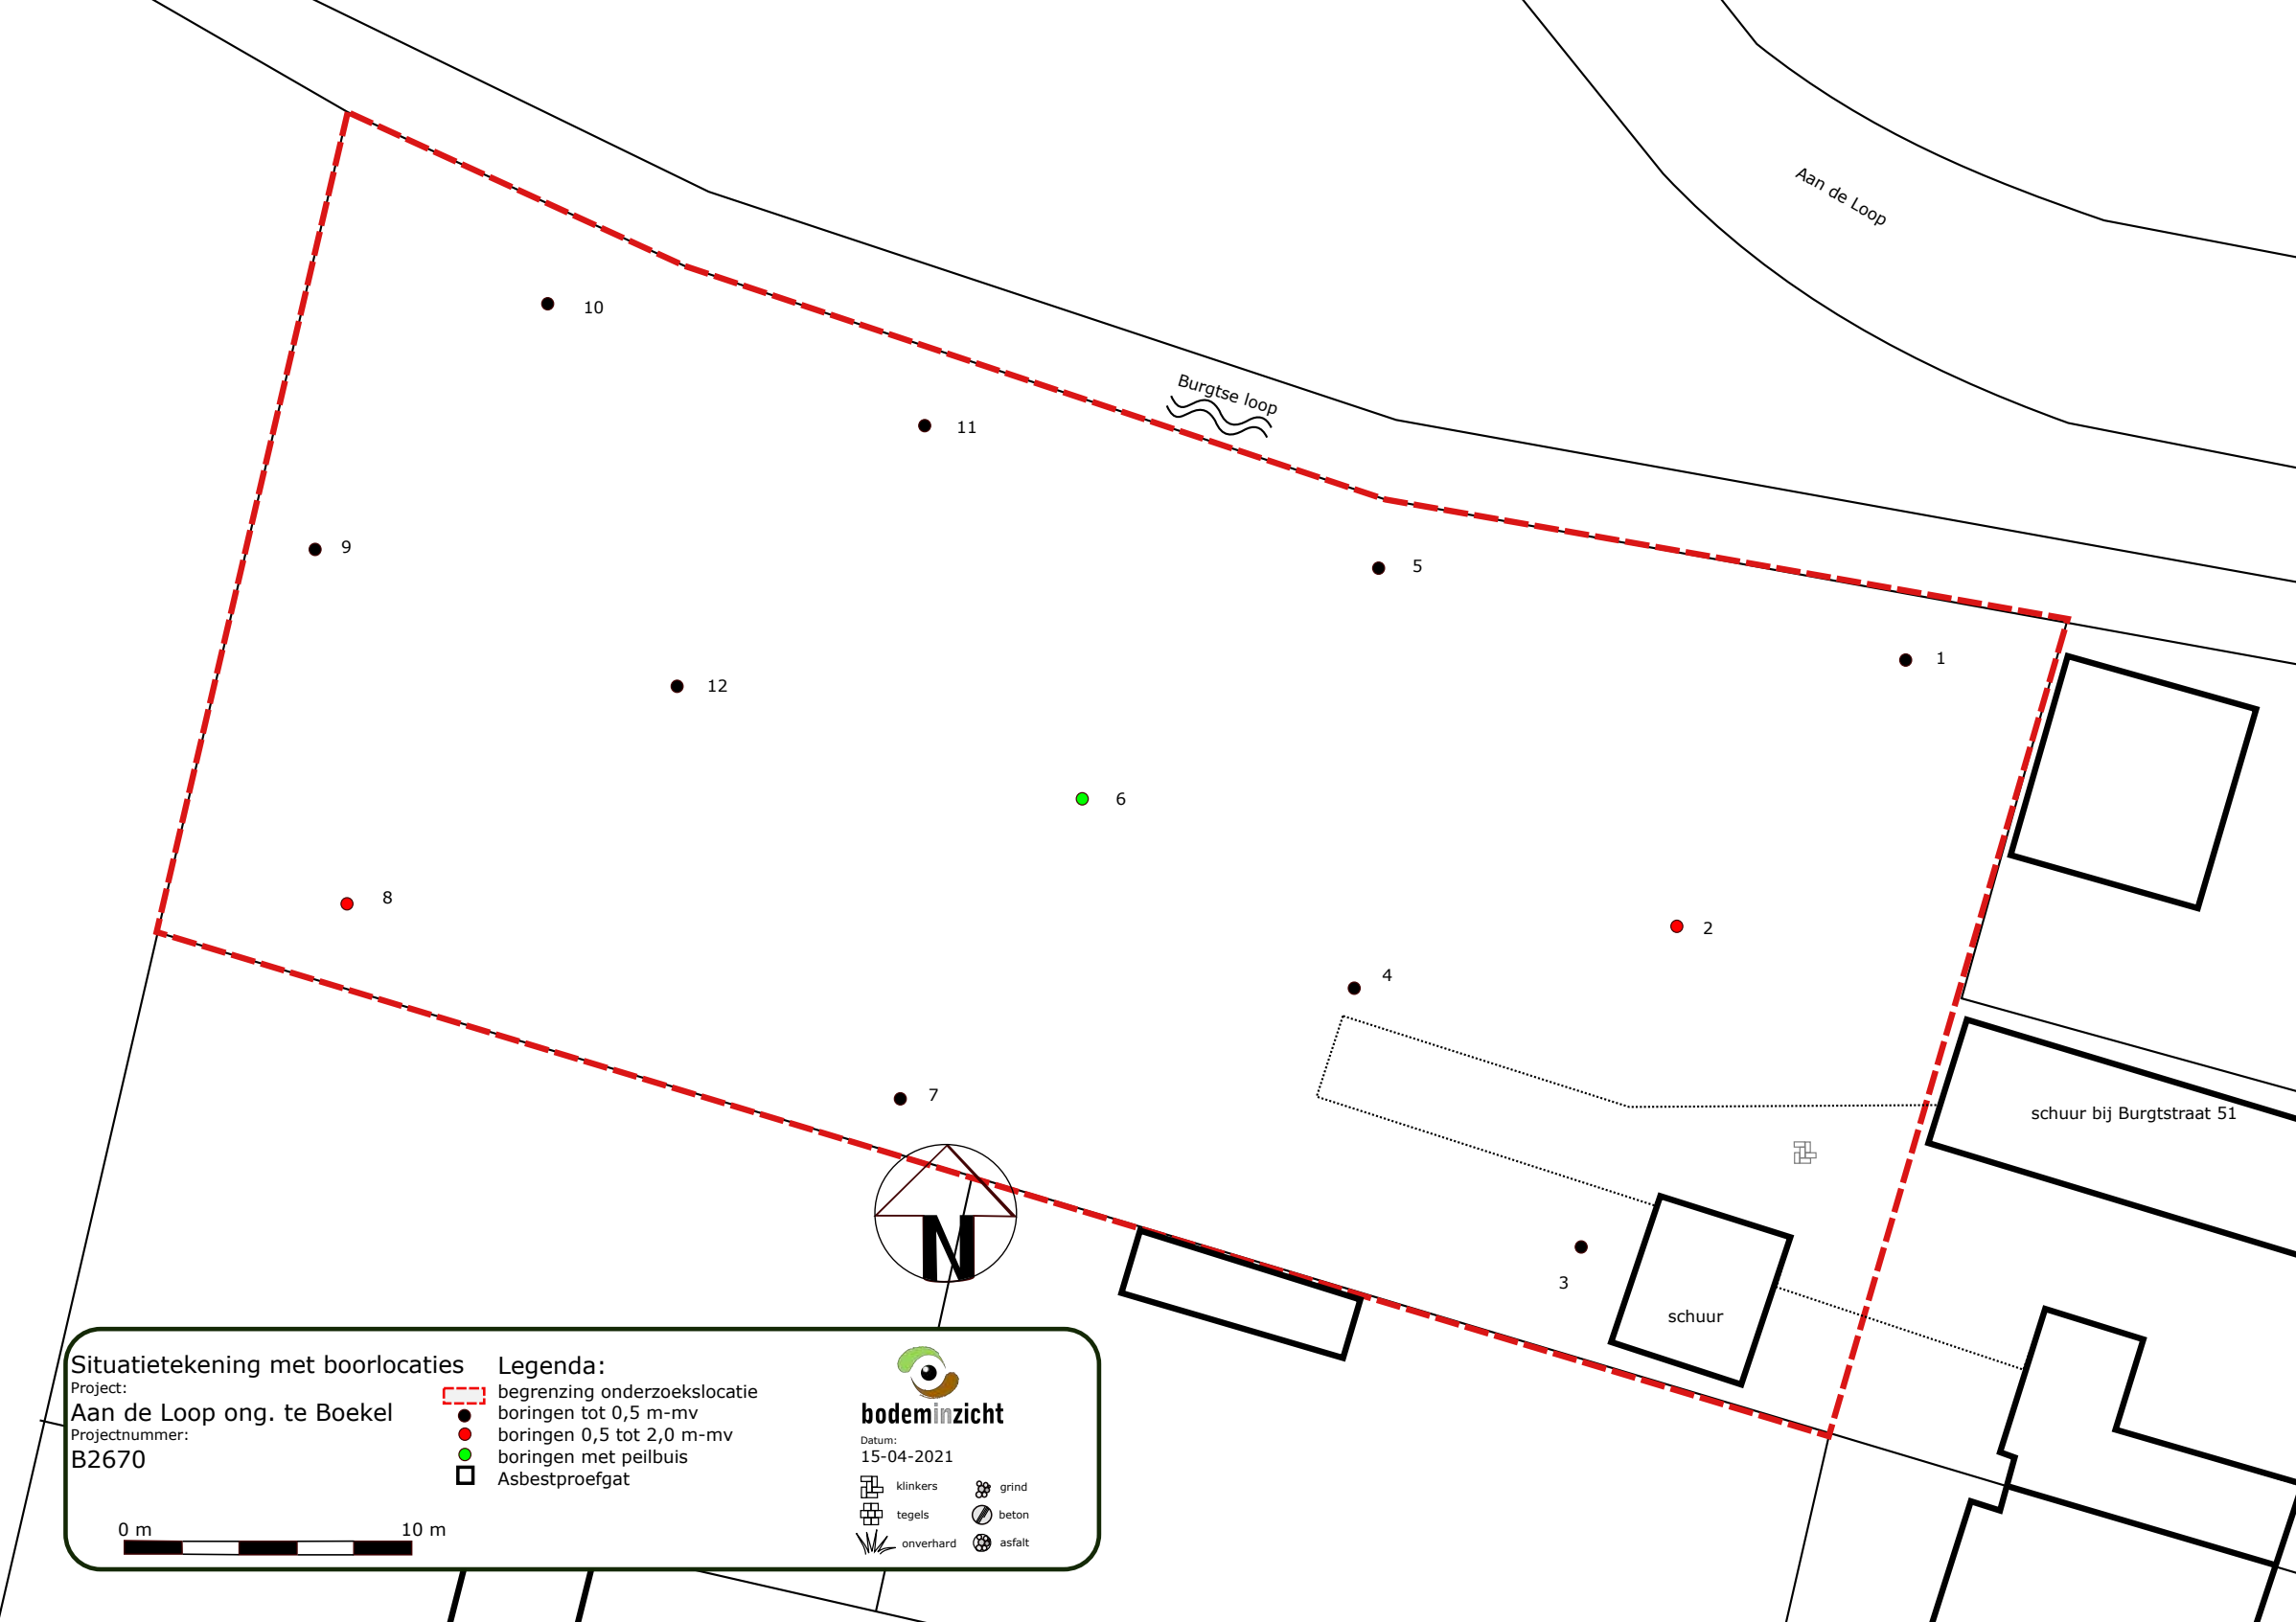 Aan de Loop
Burgtse loop
10
11
9
5
1
12
6
8
2
4
7
schuur bij Burgtstraat 51
3
schuur
N
Situatietekening met boorlocaties
Project:
Aan de Loop ong. te Boekel
Projectnummer:
B2670
0 m 10 m
Legenda:
begrenzing onderzoekslocatie
boringen tot 0,5 m-mv
boringen 0,5 tot 2,0 m-mv
boringen met peilbuis
Asbestproefgat
bodeminzicht
Datum:
15-04-2021
klinkers grind
tegels beton
onverhard asfalt